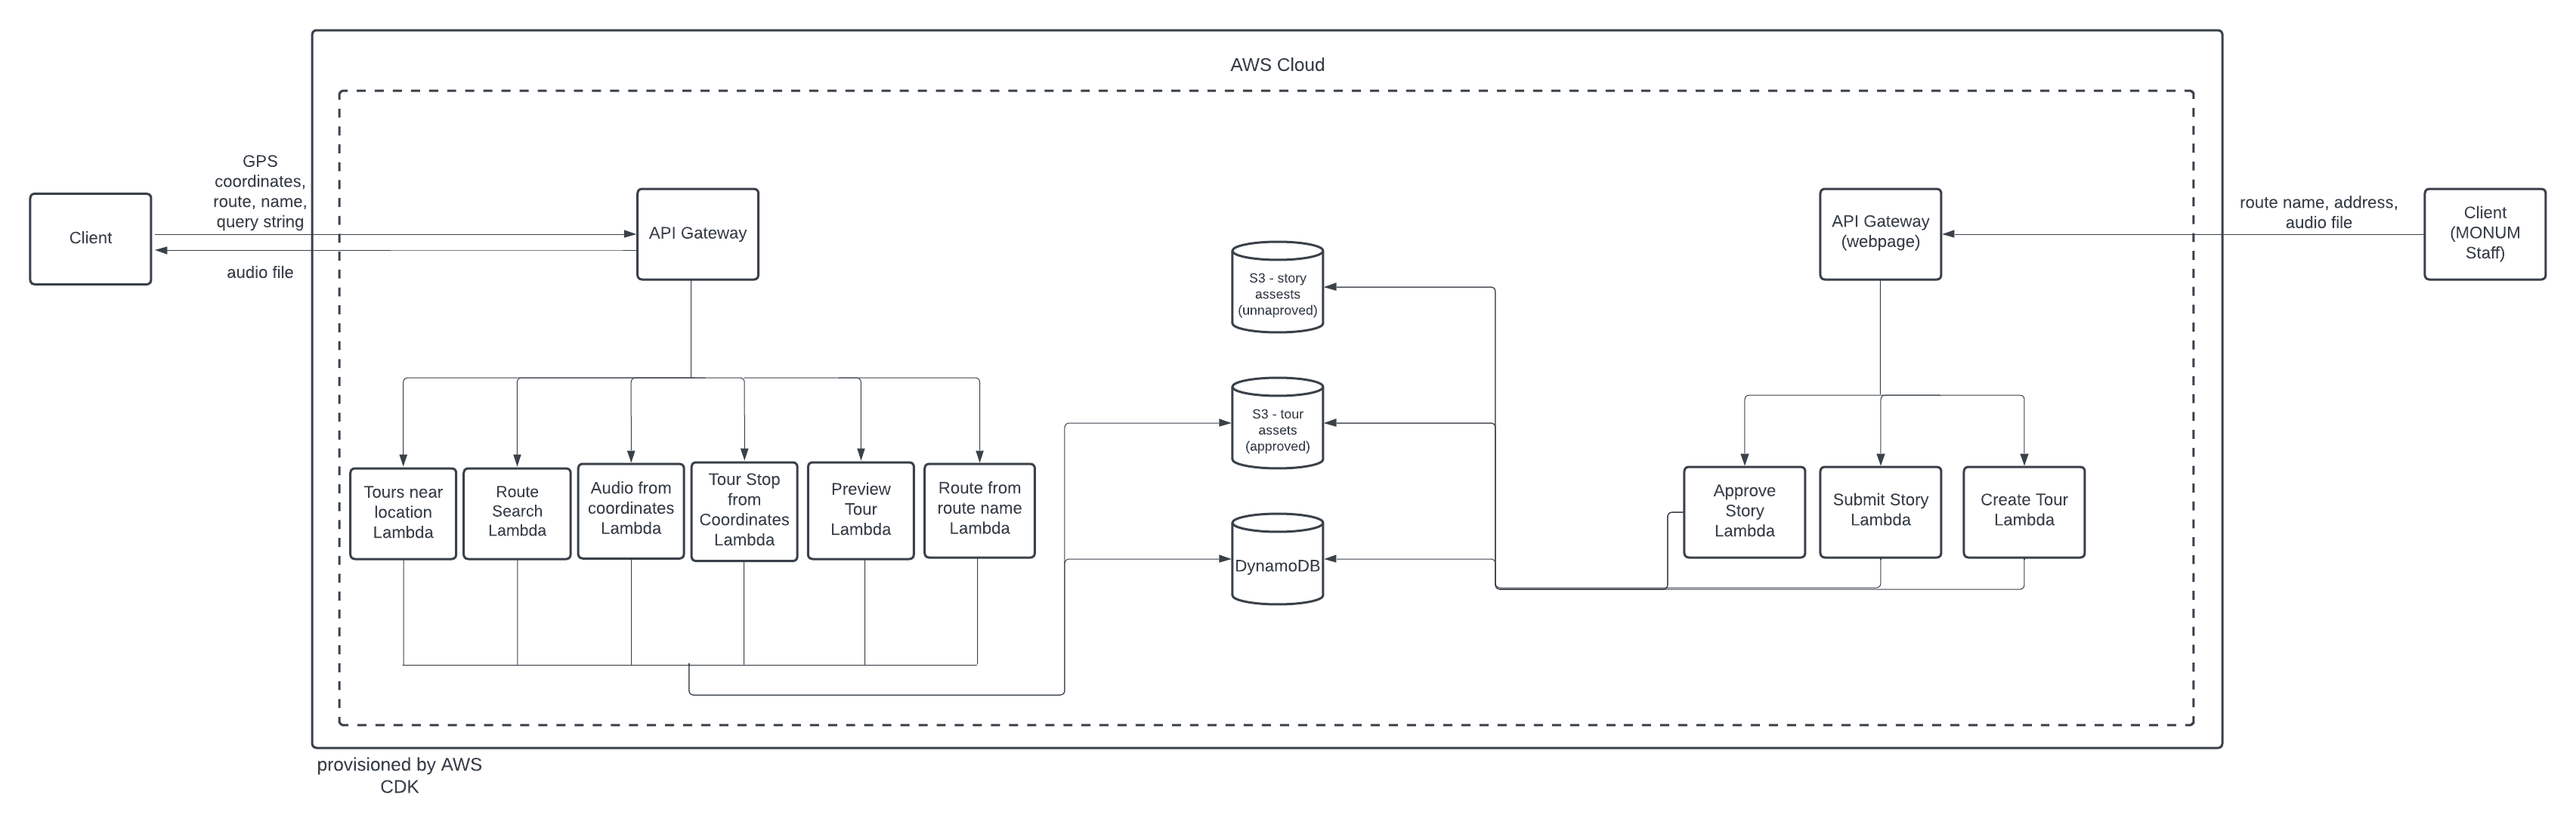 AWS Cloud
GPS
coordinates,
route, name,
query string
Client
audio file
API Gateway
Tours near
location
Lambda
Route
Search
Lambda
Audio from
coordinates
Lambda
Tour Stop
from
Coordinates
Lambda
Preview
Tour
Lambda
Route from
route name
Lambda
S3 - story
assests
(unnaproved)
S3 - tour
assets
(approved)
DynamoDB
API Gateway
(webpage)
route name, address,
audio file
Client
(MONUM
Staff)
Approve
Story
Lambda
Submit Story
Lambda
Create Tour
Lambda
provisioned by AWS
CDK